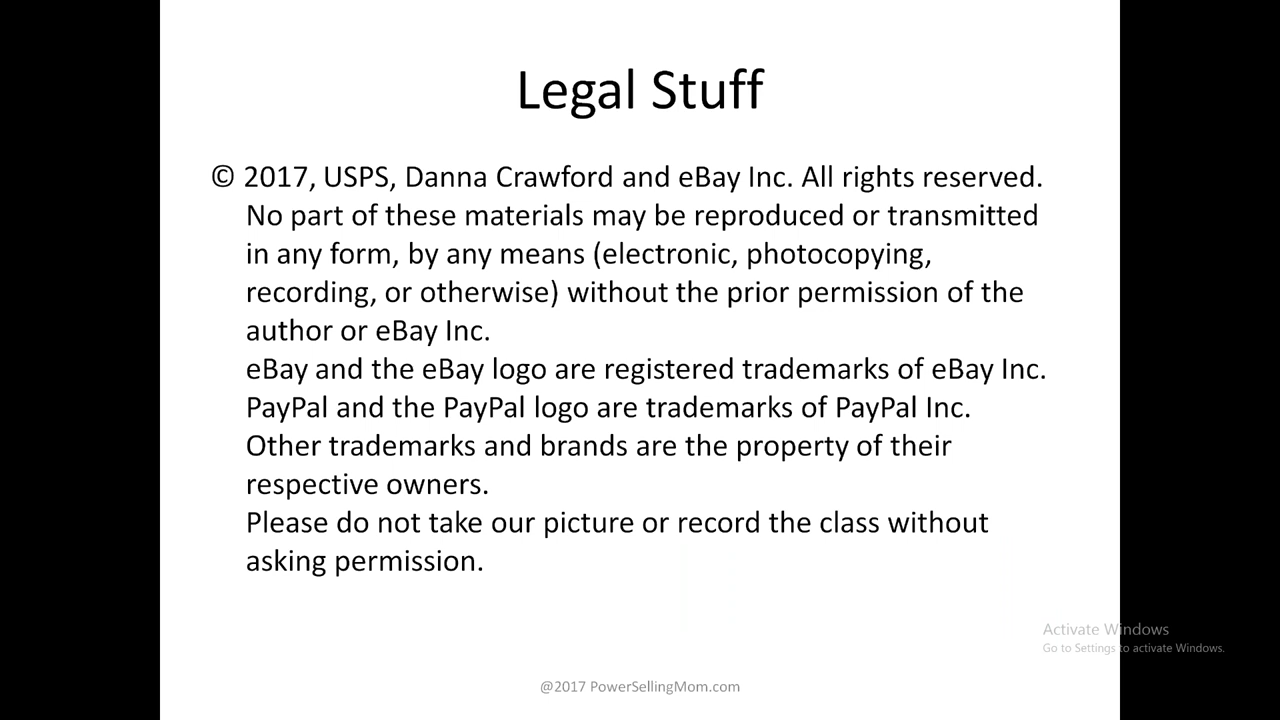 Legal Stuff
© 2017, USPS, Danna Crawford and eBay Inc. All rights reserved.
No part of these materials may be reproduced or transmitted
in any form, by any means (electronic, photocopying,
recording, or otherwise) without the prior permission of the
author or eBay Inc.
eBay and the eBay logo are registered trademarks of eBay Inc.
PayPal and the PayPal logo are trademarks of PayPal Inc.
Other trademarks and brands are the property of their
respective owners.
Please do not take our picture or record the class without
asking permission.
Activate Windows
Go to Settings to activate Windows.
@2017 PowerSellingMom.com